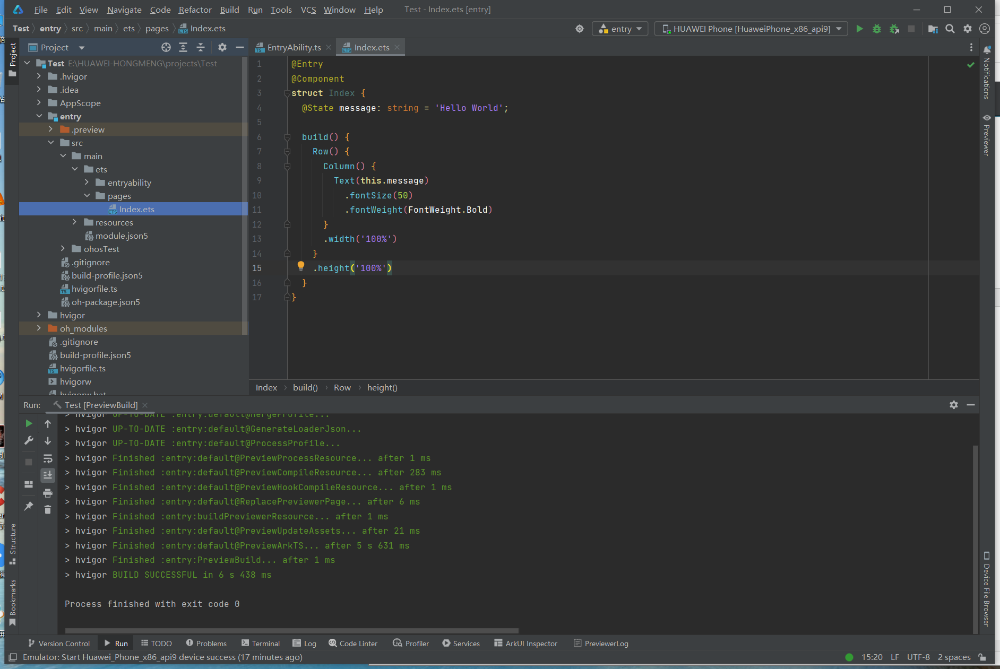 File Edit View Navigate Code Refactor Build Run Tools VCS Window Help Test - Index.ets [entry]
Test entry src main ets pages Index.ets entry HUAWEI Phone [HuaweiPhone_x86_api9]
Project
Project
EntryAbility.ts Index.ets
Test E:\HUAWEI-HONGMENG\projects\Test
.hvigor
.idea
AppScope
entry
.preview
src
main
ets
entryability
pages
Index.ets
resources
module.json5
ohosTest
.gitignore
build-profile.json5
hvigorfile.ts
oh-package.json5
hvigor
oh_modules
.gitignore
build-profile.json5
hvigorfile.ts
hvigorw
hvigorw.bat
1 @Entry
2 @Component
3 struct Index {
4 @State message: string = 'Hello World';
5
6 build() {
7 Row() {
8 Column() {
9 Text(this.message)
10 .fontSize(50)
11 .fontWeight(FontWeight.Bold)
12 }
13 .width('100%')
14 }
15 .height('100%')
16 }
17 }
Index build() Row height()
Notifications
Previewer
Run: Test [PreviewBuild]
> hvigor UP-TO-DATE :entry:default@MergeProfile...
> hvigor UP-TO-DATE :entry:default@GenerateLoaderJson...
> hvigor UP-TO-DATE :entry:default@ProcessProfile...
> hvigor Finished :entry:default@PreviewProcessResource... after 1 ms
> hvigor Finished :entry:default@PreviewCompileResource... after 283 ms
> hvigor Finished :entry:default@PreviewHookCompileResource... after 1 ms
> hvigor Finished :entry:default@ReplacePreviewerPage... after 6 ms
> hvigor Finished :entry:buildPreviewerResource... after 1 ms
> hvigor Finished :entry:default@PreviewUpdateAssets... after 21 ms
> hvigor Finished :entry:default@PreviewArkTS... after 5 s 631 ms
> hvigor Finished :entry:PreviewBuild... after 1 ms
> hvigor BUILD SUCCESSFUL in 6 s 438 ms
Process finished with exit code 0
Structure
Bookmarks
Device File Browser
Version Control Run TODO Problems Terminal Log Code Linter Profiler Services ArkUI Inspector PreviewerLog
Emulator: Start Huawei_Phone_x86_api9 device success (17 minutes ago) 15:20 LF UTF-8 2 spaces